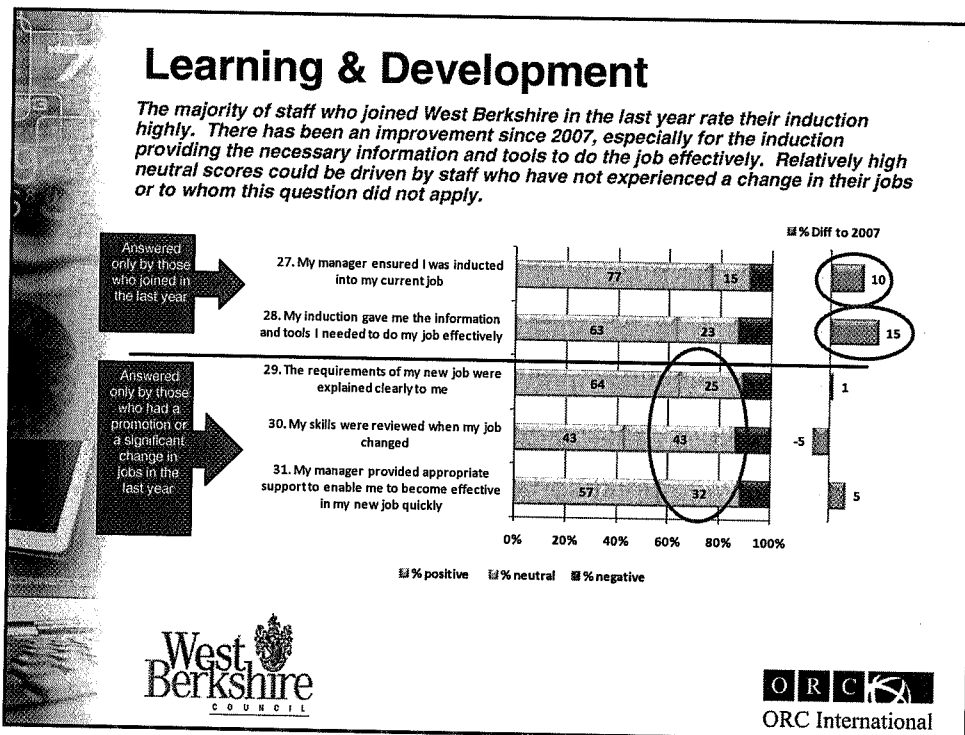 Learning & Development
The majority of staff who joined West Berkshire in the last year rate their induction
highly. There has been an improvement since 2007, especially for the induction
providing the necessary information and tools to do the job effectively. Relatively high
neutral scores could be driven by staff who have not experienced a change in their jobs
or to whom this question did not apply.
% Diff to 2007
Answered
only by those
who joined in
the last year
27. My manager ensured I was inducted
into my current job
77 15
10
28. My induction gave me the information
and tools I needed to do my job effectively
63 23
15
Answered
only by those
who had a
promotion or
a significant
change in
jobs in the
last year
29. The requirements of my new job were
explained clearly to me
64 25
1
30. My skills were reviewed when my job
changed
43 43
-5
31. My manager provided appropriate
support to enable me to become effective
in my new job quickly
57 32
5
0% 20% 40% 60% 80% 100%
% positive % neutral % negative
West
Berkshire
COUNCIL
ORC
ORC International